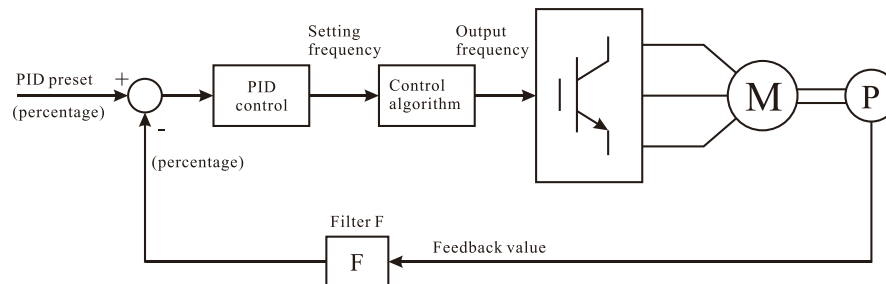 Setting
frequency
Output
frequency
PID preset
+
(percentage)
PID
control
Control
algorithm
M
P
-
(percentage)
Filter F
F
Feedback value